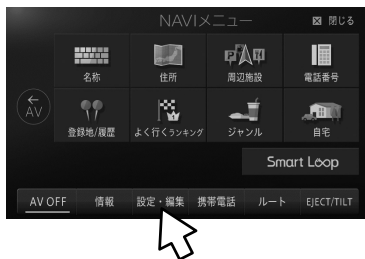 NAVIメニュー
閉じる
名称 住所 周辺施設 電話番号
AV
登録地/履歴 よく行くランキング ジャンル 自宅
Smart Loop
AV OFF 情報 設定・編集 携帯電話 ルート EJECT/TILT